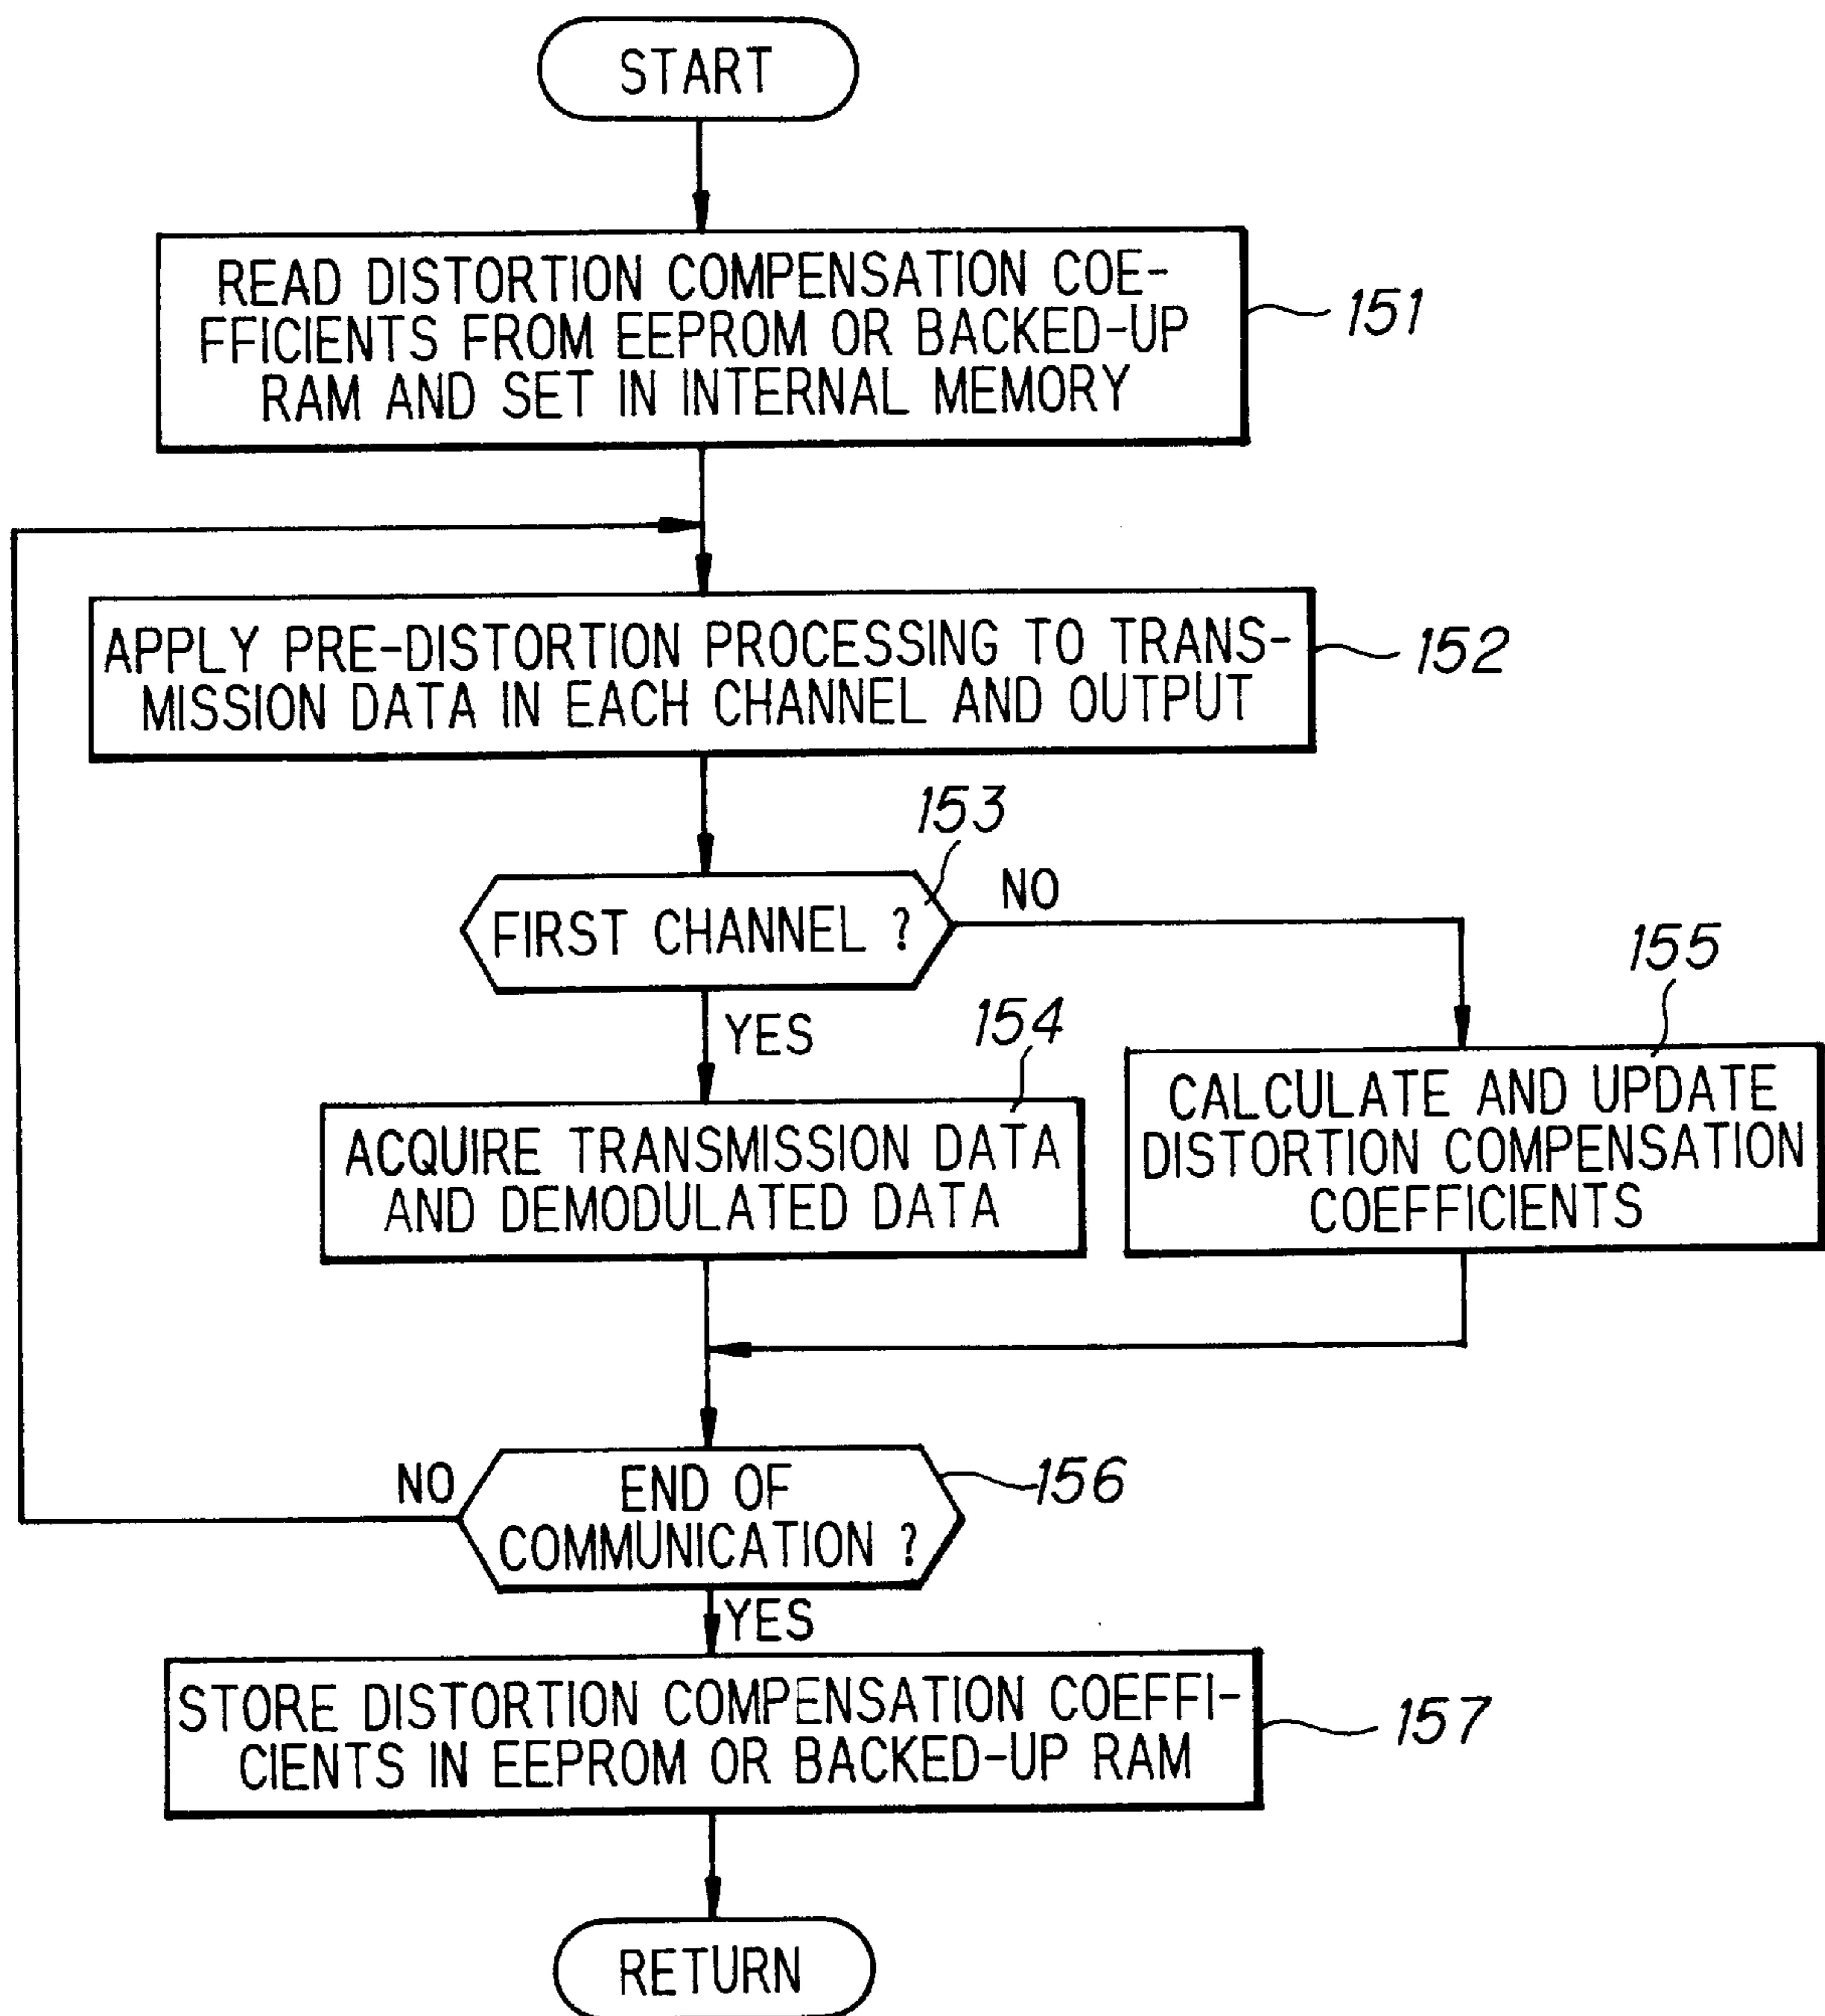 START
READ DISTORTION COMPENSATION COE-
FFICIENTS FROM EEPROM OR BACKED-UP
RAM AND SET IN INTERNAL MEMORY
151
APPLY PRE-DISTORTION PROCESSING TO TRANS-
MISSION DATA IN EACH CHANNEL AND OUTPUT
152
153
FIRST CHANNEL ?
NO
YES
154
ACQUIRE TRANSMISSION DATA
AND DEMODULATED DATA
155
CALCULATE AND UPDATE
DISTORTION COMPENSATION
COEFFICIENTS
NO
END OF
COMMUNICATION ?
156
YES
STORE DISTORTION COMPENSATION COEFFI-
CIENTS IN EEPROM OR BACKED-UP RAM
157
RETURN